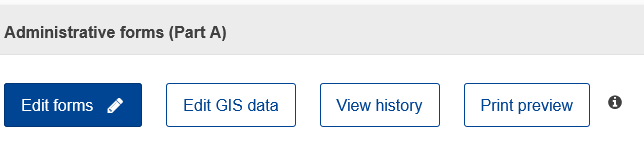 Administrative forms (Part A)
Edit forms Edit GIS data View history Print preview